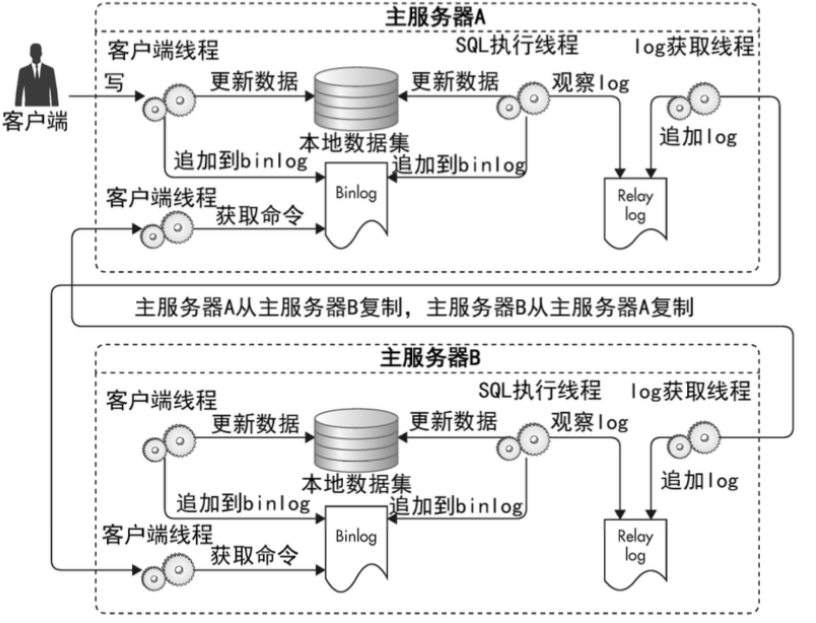 主服务器A
客户端线程
SQL执行线程
log获取线程
写
更新数据
更新数据
观察log
客户端
追加log
本地数据集
追加到binlog
追加到binlog
Binlog
Relay
log
客户端线程
获取命令
主服务器A从主服务器B复制，主服务器B从主服务器A复制
主服务器B
SQL执行线程
log获取线程
客户端线程
更新数据
更新数据
观察log
追加log
本地数据集
追加到binlog
追加到binlog
Binlog
Relay
log
客户端线程
获取命令